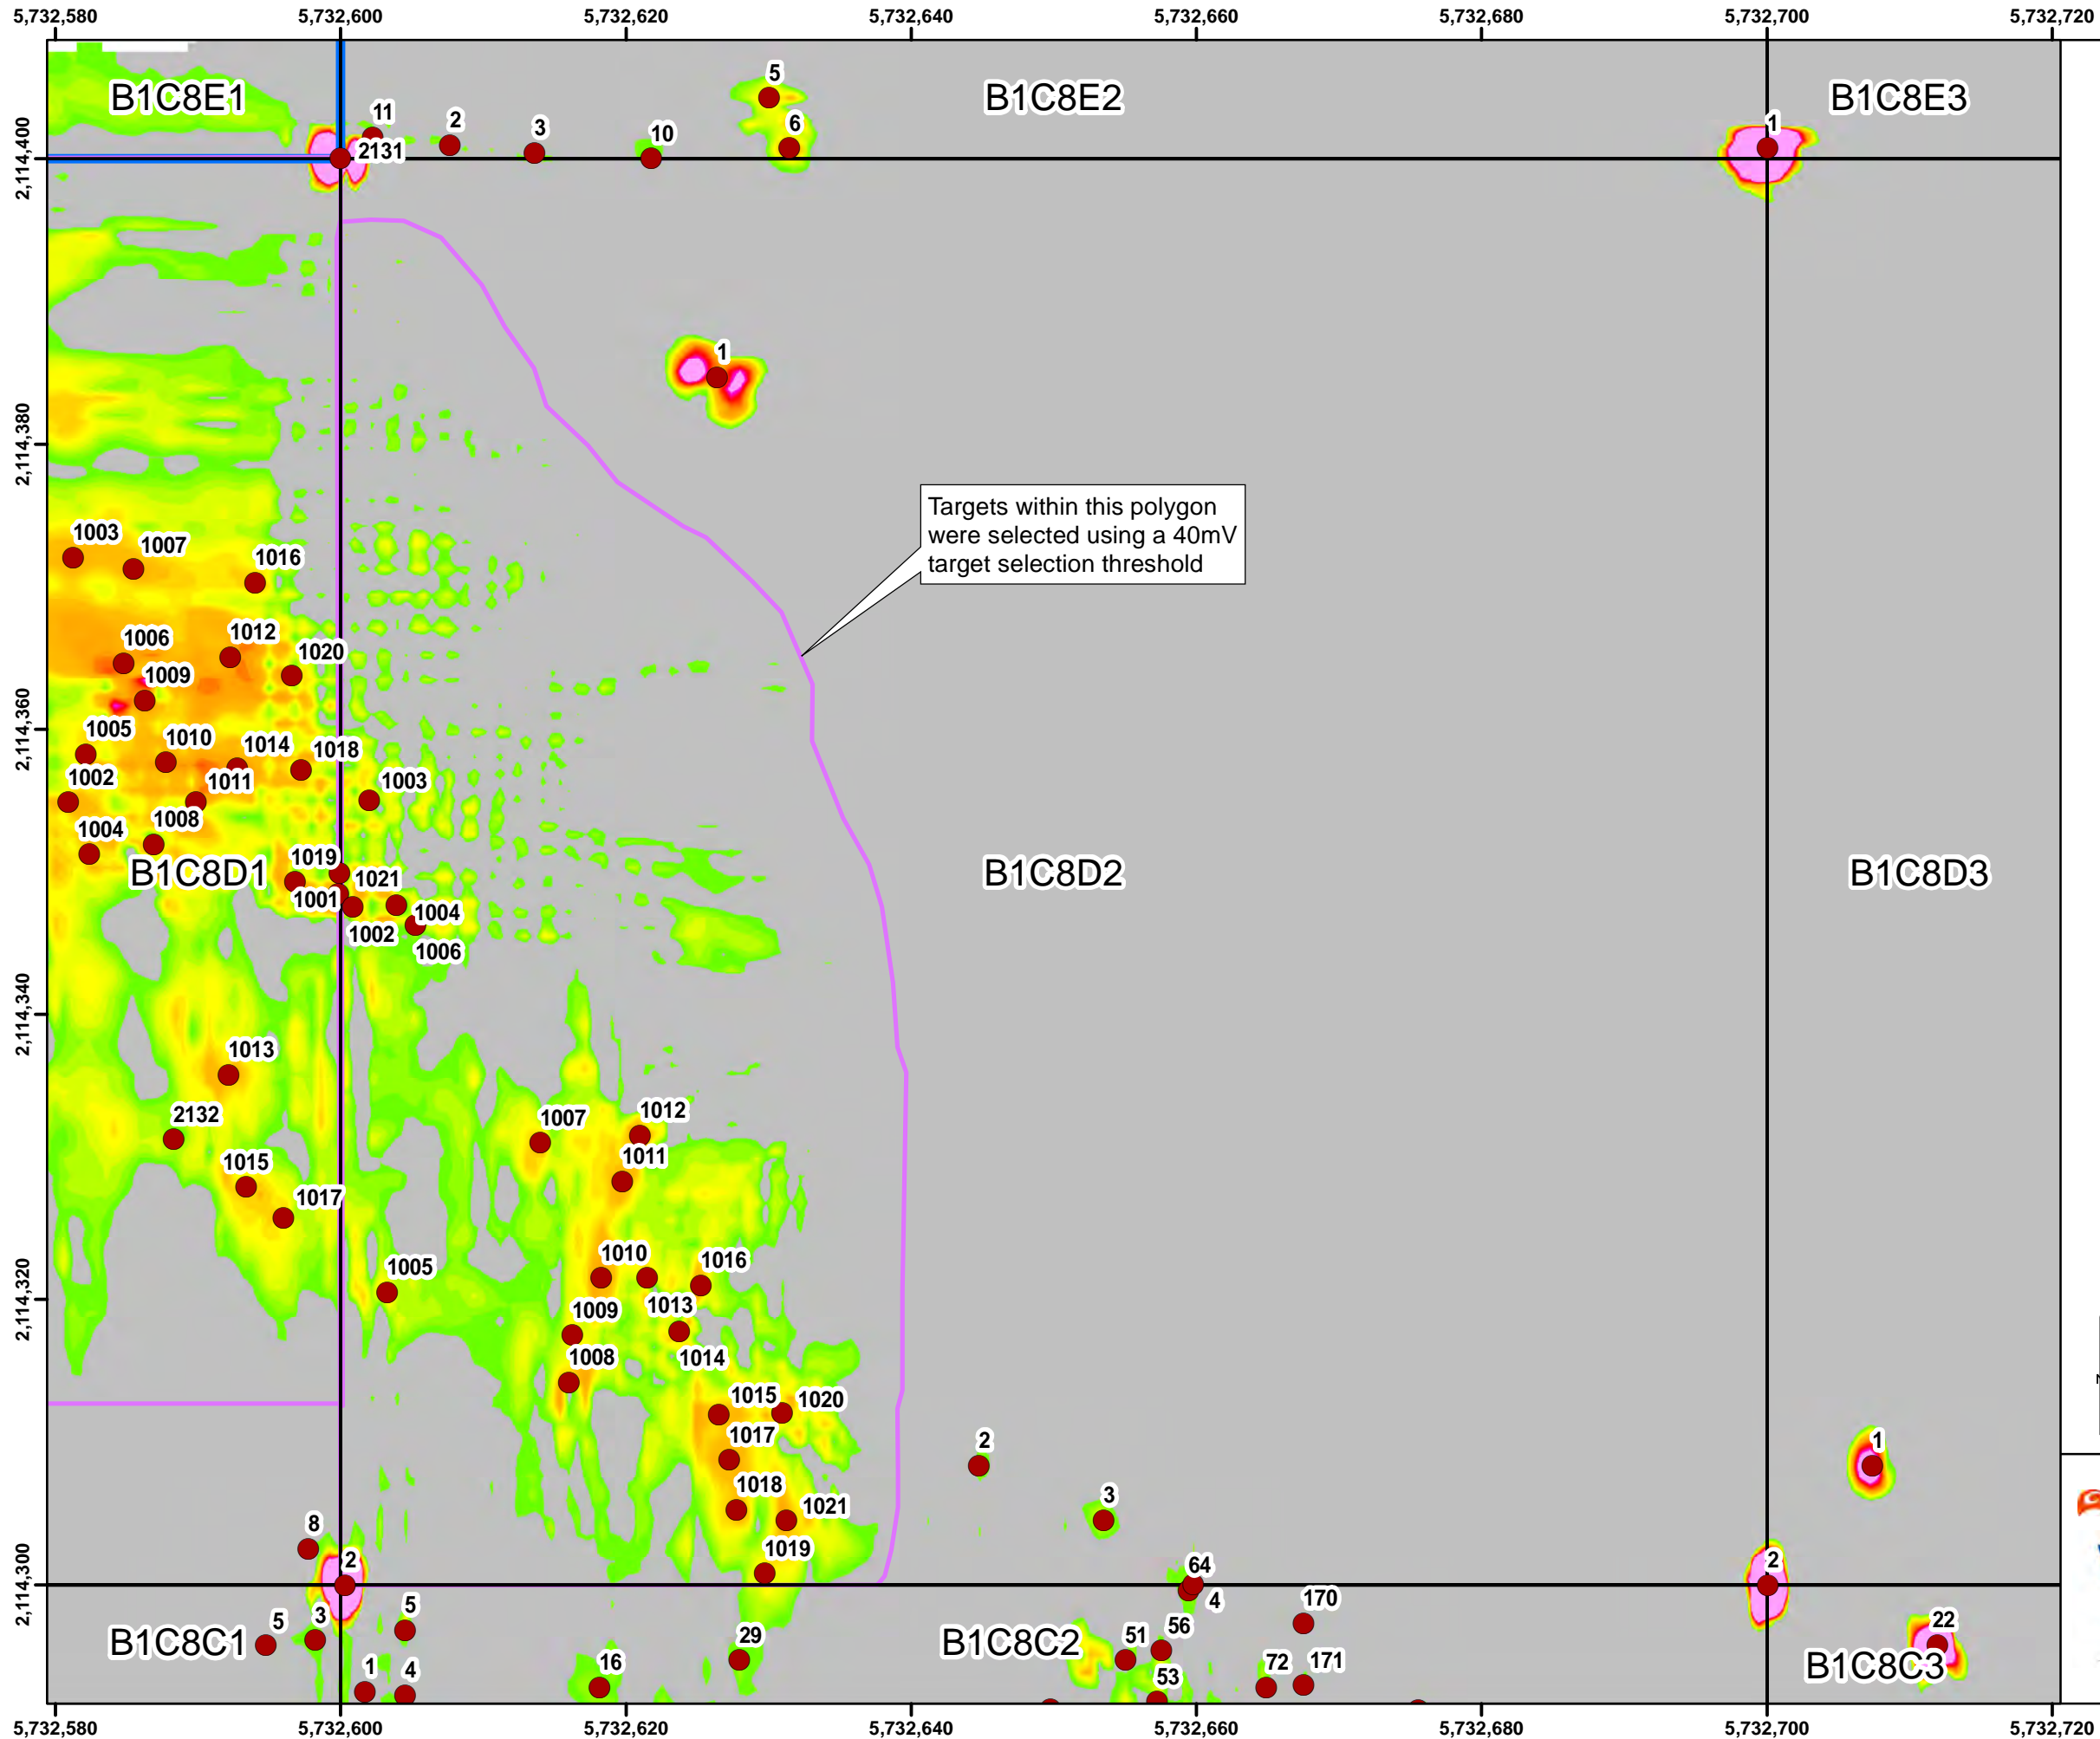 5,732,580 5,732,600 5,732,620 5,732,640 5,732,660 5,732,680 5,732,700 5,732,720
5
B1C8E1 B1C8E2 B1C8E3
11 2 3 10 6 1
2,114,400
2131
1
2,114,380
Targets within this polygon
were selected using a 40mV
target selection threshold
1003 1007
1016
1006 1012 1020
1009
2,114,360
1005 1010 1014 1018
1002 1011 1003
1004 1008
B1C8D1 B1C8D2 B1C8D3
1019
1021
1001 1004
1002
1006
2,114,340
1013
2132 1007 1012
1011
1015
1017
1010 1016
1005
2,114,320
1009 1013
1008 1014
1015 1020
1017
2 1
1018 1021
3
8
1019
2 64 2
2,114,300
4
170
5 3 5
B1C8C1 B1C8C2 B1C8C3
29 51 56 22
1 4 16 53 72 171
5,732,580 5,732,600 5,732,620 5,732,640 5,732,660 5,732,680 5,732,700 5,732,720